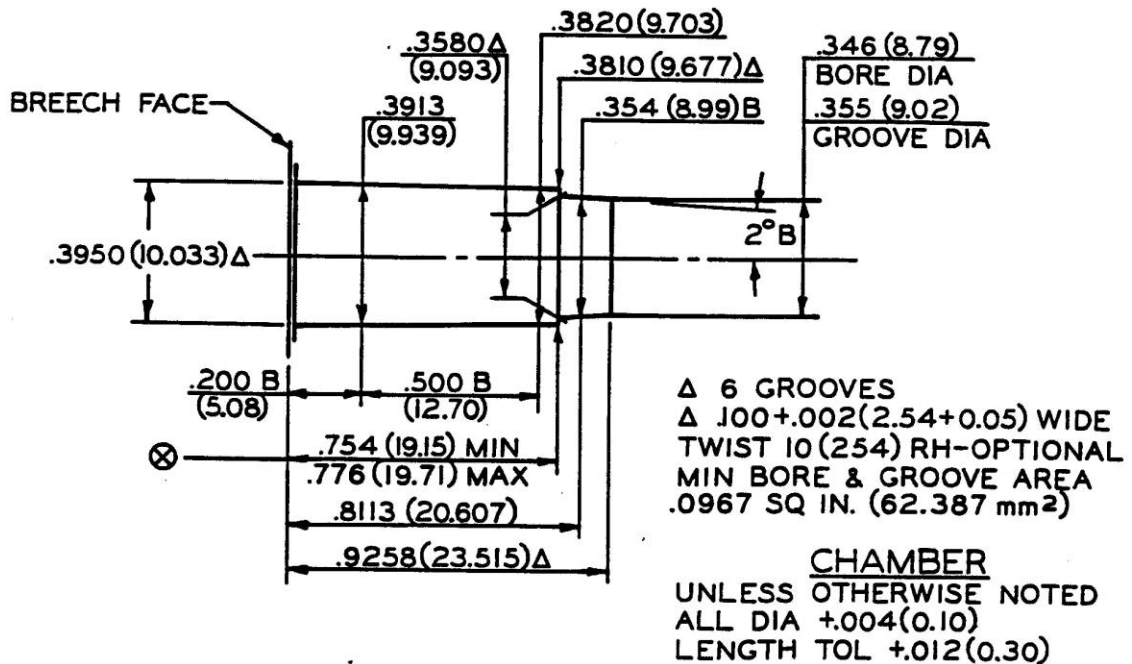 .3820 (9.703)
.3580 Δ
(9.093)
.346 (8.79)
BORE DIA
.3810 (9.677) Δ
BREECH FACE
.3913
(9.939)
.354 (8.99) B
.355 (9.02)
GROOVE DIA
2° B
.3950 (10.033) Δ
.200 B
(5.08)
.500 B
(12.70)
⊗
.754 (19.15) MIN
.776 (19.71) MAX
.8113 (20.607)
.9258 (23.515) Δ
Δ 6 GROOVES
Δ .100+.002 (2.54+0.05) WIDE
TWIST 10 (254) RH-OPTIONAL
MIN BORE & GROOVE AREA
.0967 SQ IN. (62.387 mm²)
CHAMBER
UNLESS OTHERWISE NOTED
ALL DIA +.004 (0.10)
LENGTH TOL +.012 (0.30)